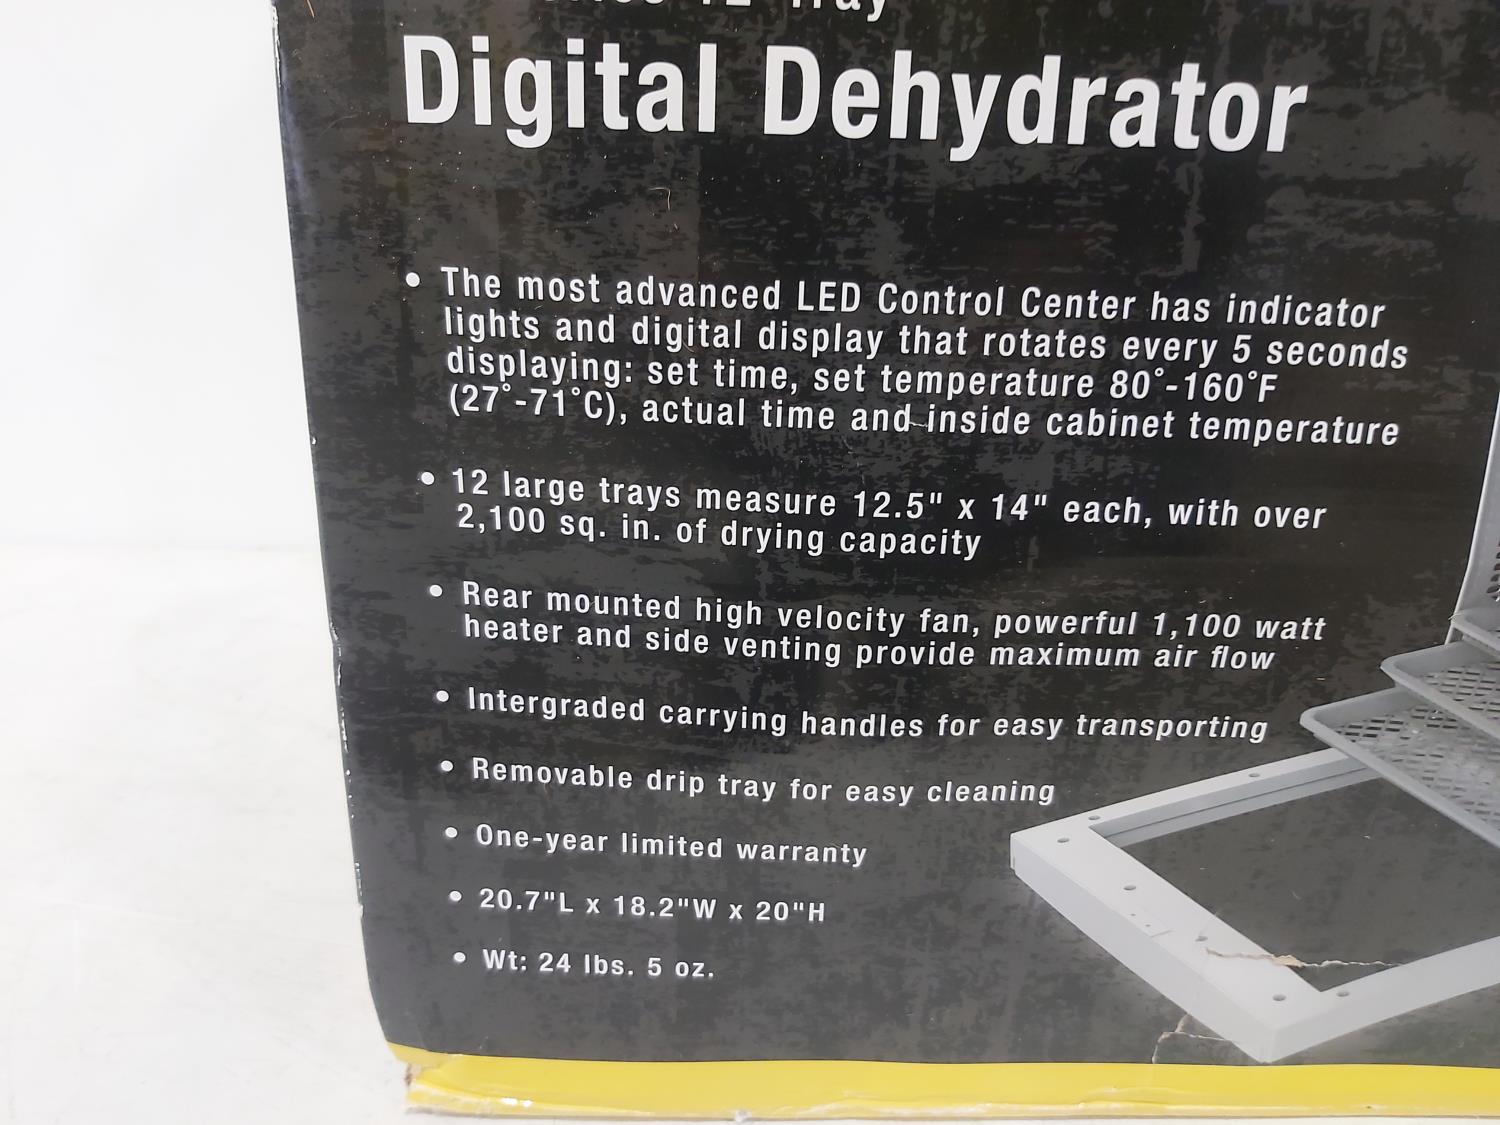 12 Tray
Digital Dehydrator
• The most advanced LED Control Center has indicator
lights and digital display that rotates every 5 seconds
displaying: set time, set temperature 80˚-160˚F
(27˚-71˚C), actual time and inside cabinet temperature
• 12 large trays measure 12.5" x 14" each, with over
2,100 sq. in. of drying capacity
• Rear mounted high velocity fan, powerful 1,100 watt
heater and side venting provide maximum air flow
• Intergraded carrying handles for easy transporting
• Removable drip tray for easy cleaning
• One-year limited warranty
• 20.7"L x 18.2"W x 20"H
• Wt: 24 lbs. 5 oz.